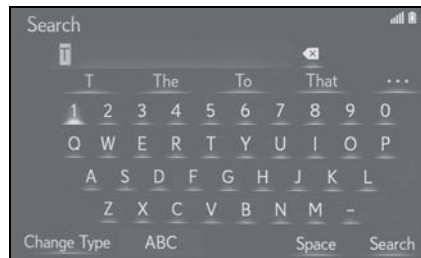 Search
T
T The To That ...
1 2 3 4 5 6 7 8 9 0
Q W E R T Y U I O P
A S D F G H J K L
Z X C V B N M -
Change Type ABC Space Search